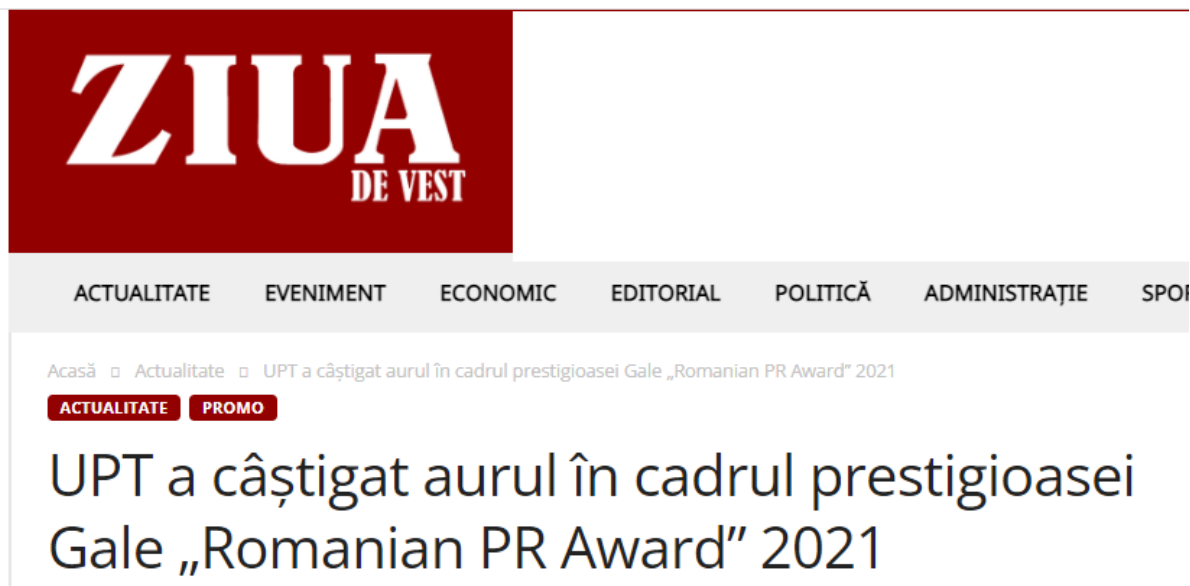 ZIUA
DE VEST
ACTUALITATE EVENIMENT ECONOMIC EDITORIAL POLITICĂ ADMINISTRAȚIE SPOR
Acasă Actualitate UPT a câștigat aurul în cadrul prestigioasei Gale „Romanian PR Award” 2021
ACTUALITATE PROMO
UPT a câștigat aurul în cadrul prestigioasei
Gale „Romanian PR Award” 2021